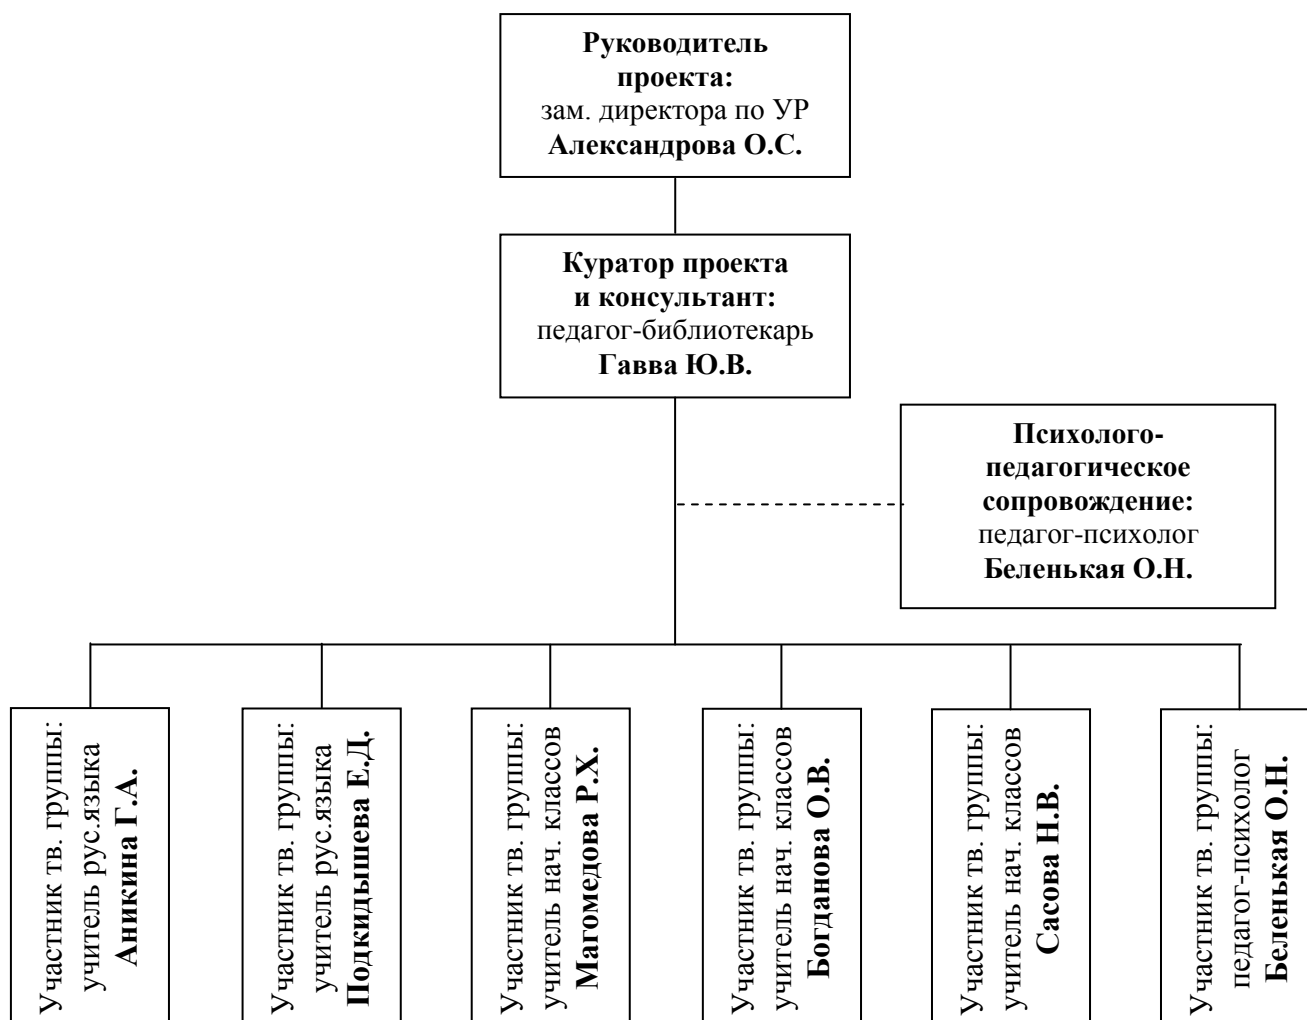 Руководитель
проекта:
зам. директора по УР
Александрова О.С.
Куратор проекта
и консультант:
педагог-библиотекарь
Гавва Ю.В.
Психолого-
педагогическое
сопровождение:
педагог-психолог
Беленькая О.Н.
Участник тв. группы:
учитель рус.языка
Аникина Г.А.
Участник тв. группы:
учитель рус.языка
Подкидышева Е.Д.
Участник тв. группы:
учитель нач. классов
Магомедова Р.Х.
Участник тв. группы:
учитель нач. классов
Богданова О.В.
Участник тв. группы:
учитель нач. классов
Сасова Н.В.
Участник тв. группы:
педагог-психолог
Беленькая О.Н.